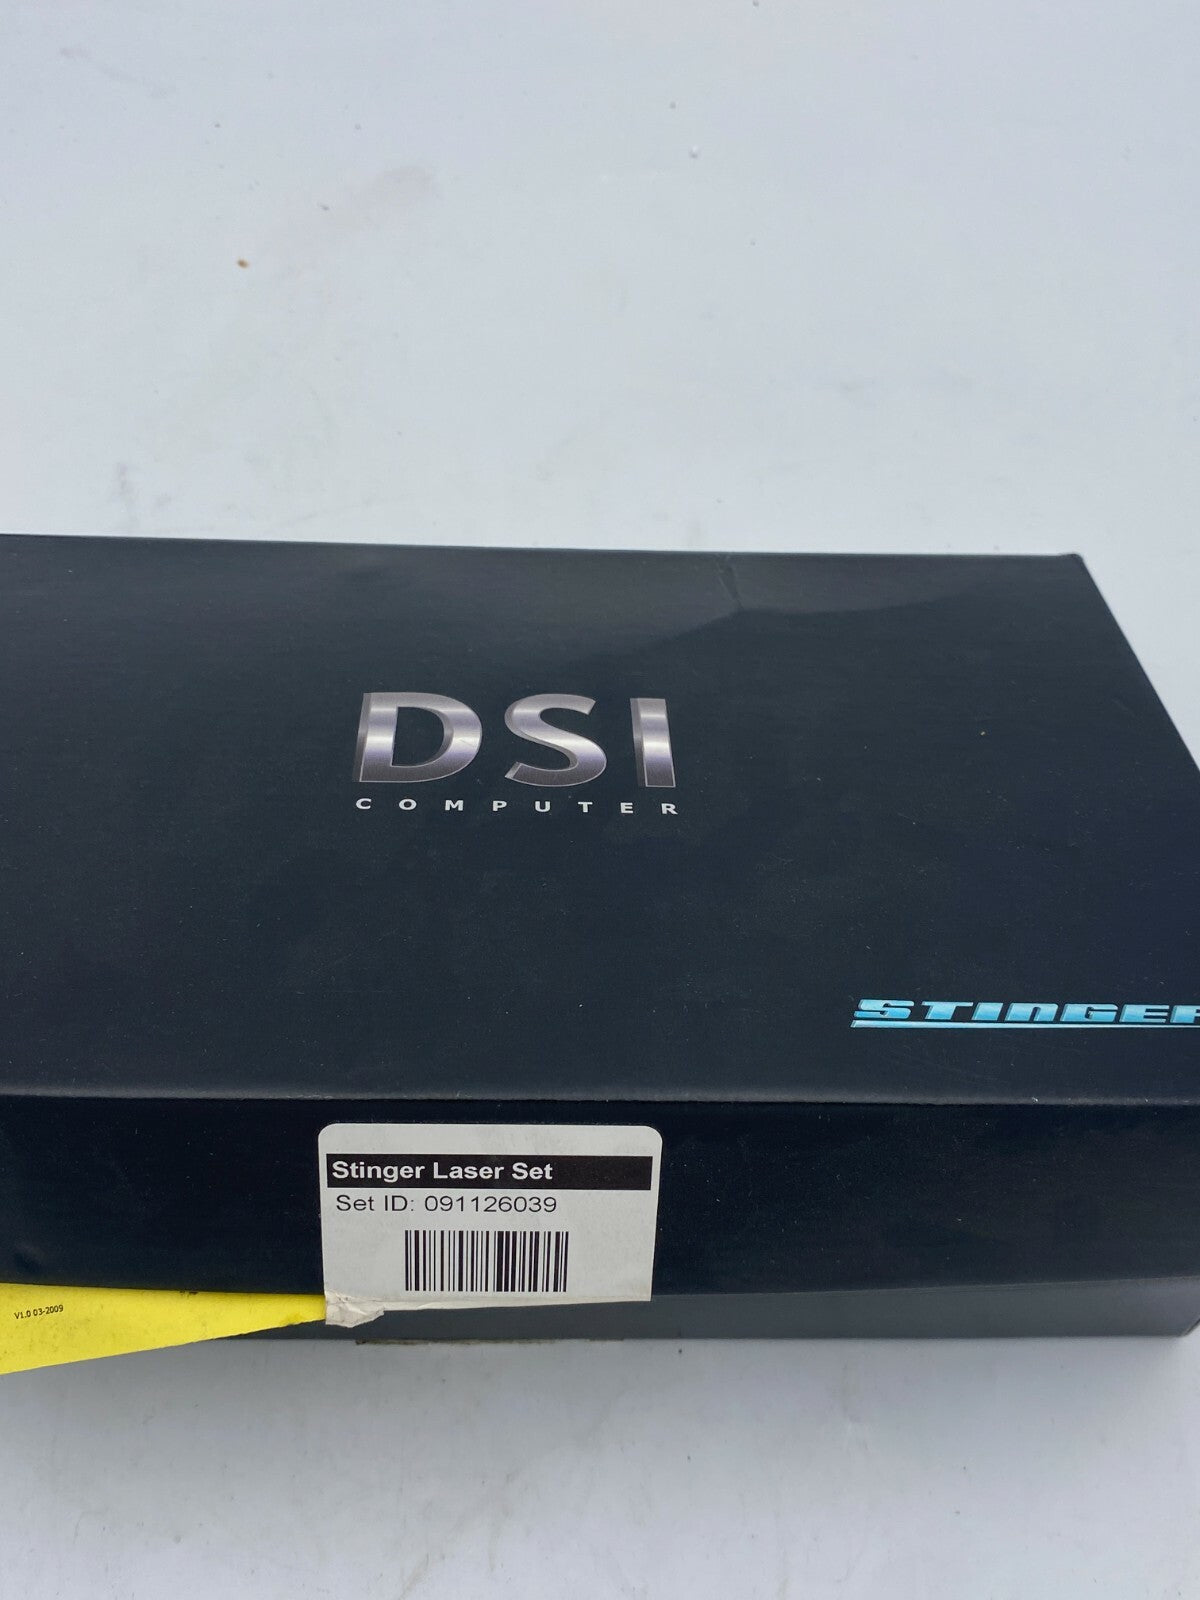 DSI
COMPUTER
STINGER
Stinger Laser Set
Set ID: 091126039
V1.0 03-2009